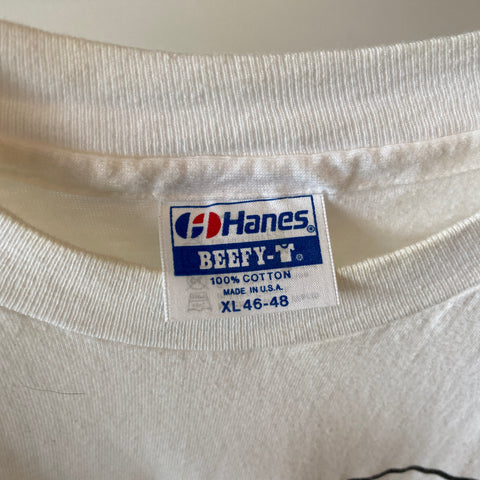 Hanes®
BEEFY-T®
100% COTTON
MADE IN U.S.A.
XL 46-48